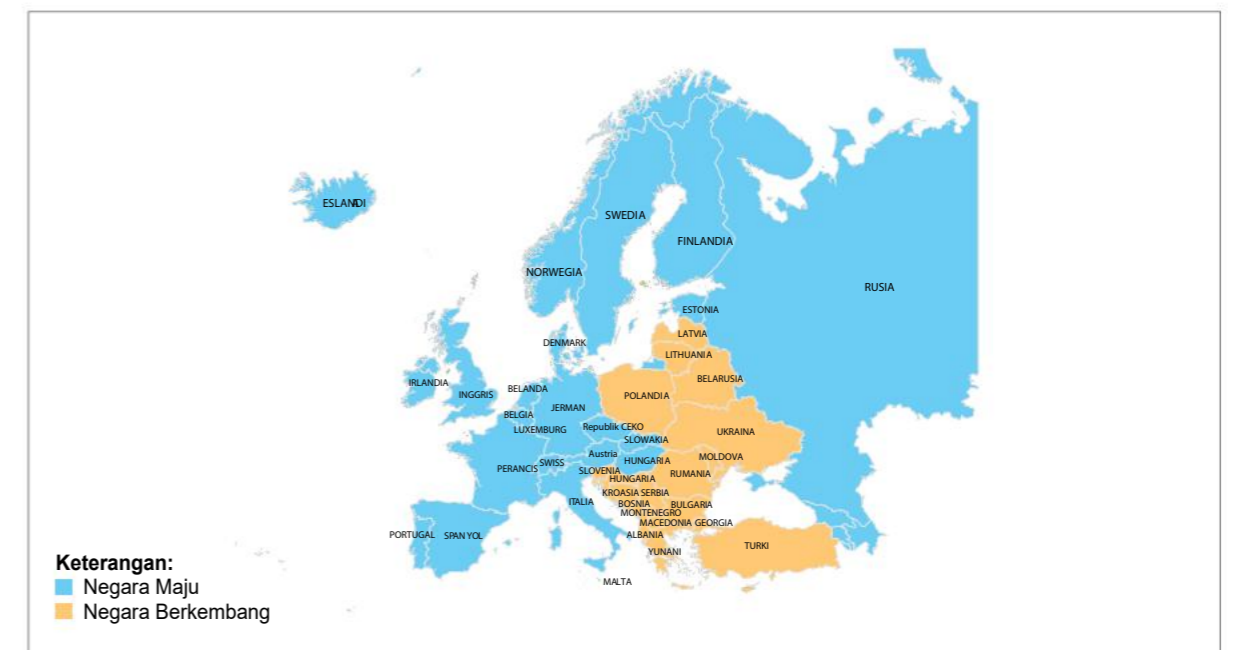 ESLANDI
SWEDIA
FINLANDIA
NORWEGIA
RUSIA
ESTONIA
LATVIA
DENMARK
LITHUANIA
BELARUSIA
IRLANDIA
BELANDA
INGGRIS
POLANDIA
JERMAN
BELGIA
LUXEMBURG
Republik CEKO
UKRAINA
SLOWAKIA
Austria
MOLDOVA
PERANCIS
SWISS
HUNGARIA
SLOVENIA
RUMANIA
HUNGARIA
KROASIA SERBIA
ITALIA
BOSNIA
BULGARIA
MONTENEGRO
MACEDONIA GEORGIA
PORTUGAL
SPANYOL
ALBANIA
YUNANI
TURKI
MALTA
Keterangan:
Negara Maju
Negara Berkembang